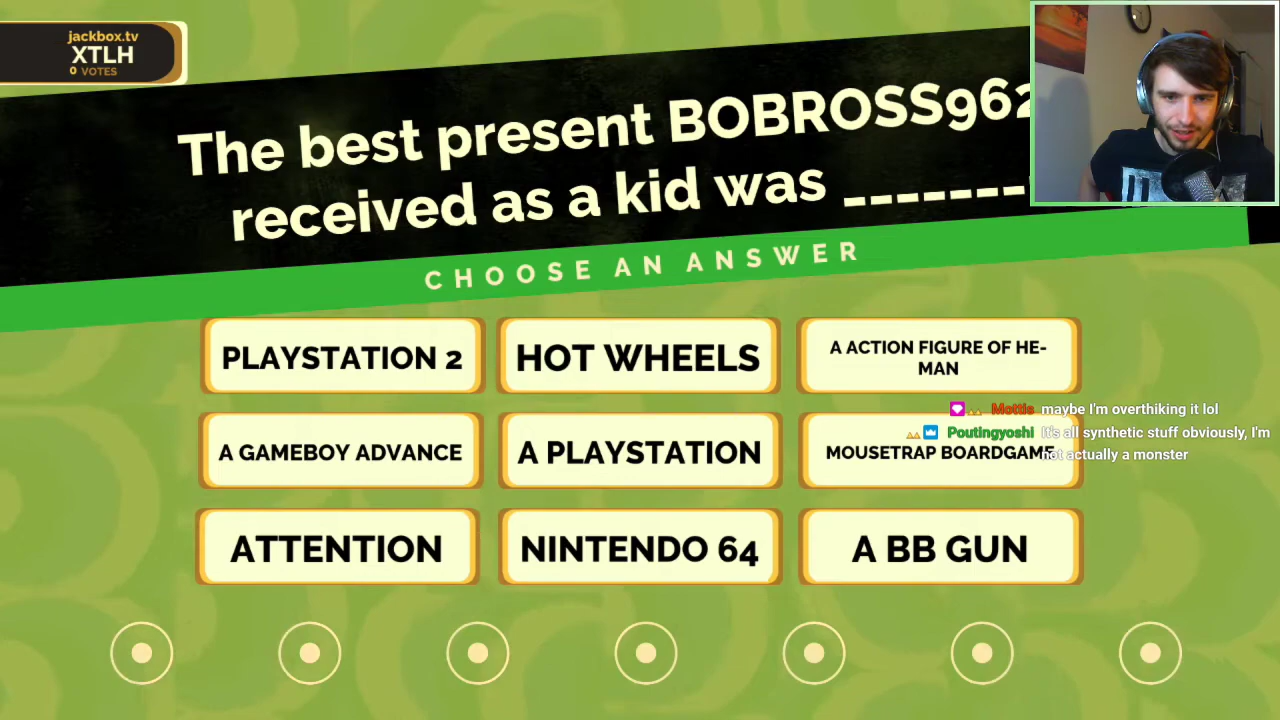 jackbox.tv
XTLH
0 VOTES
The best present BOBROSS962
received as a kid was _______
CHOOSE AN ANSWER
PLAYSTATION 2
HOT WHEELS
A ACTION FIGURE OF HE-
MAN
A GAMEBOY ADVANCE
A PLAYSTATION
MOUSETRAP BOARDGAME
Mottis maybe I'm overthiking it lol
Poutingyoshi It's all synthetic stuff obviously, I'm
not actually a monster
ATTENTION
NINTENDO 64
A BB GUN